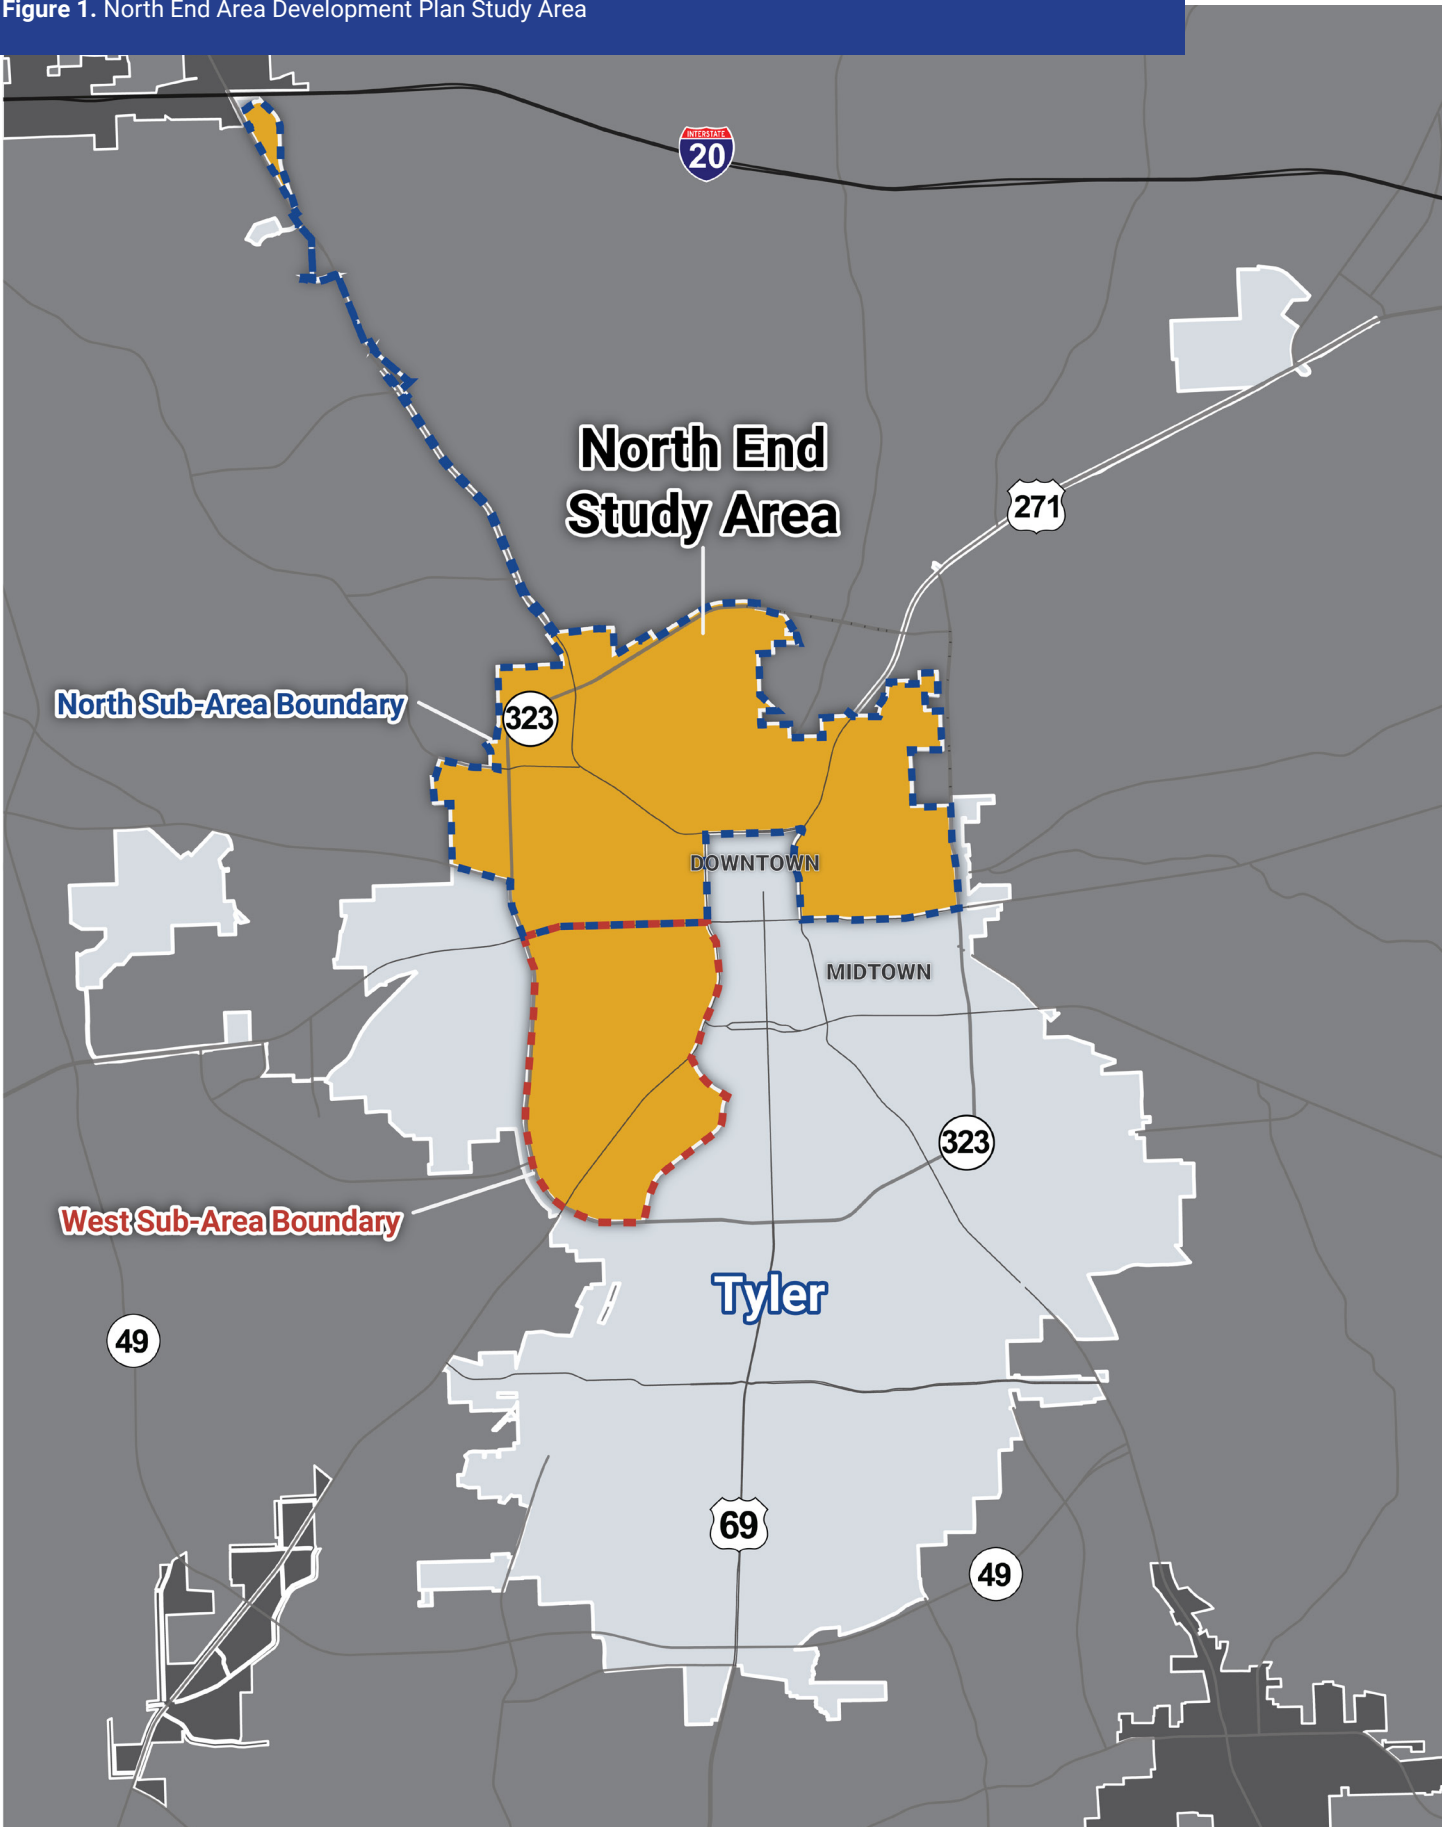 Figure 1. North End Area Development Plan Study Area
INTERSTATE
20
North End
Study Area
271
North Sub-Area Boundary
323
DOWNTOWN
MIDTOWN
323
West Sub-Area Boundary
Tyler
49
69
49